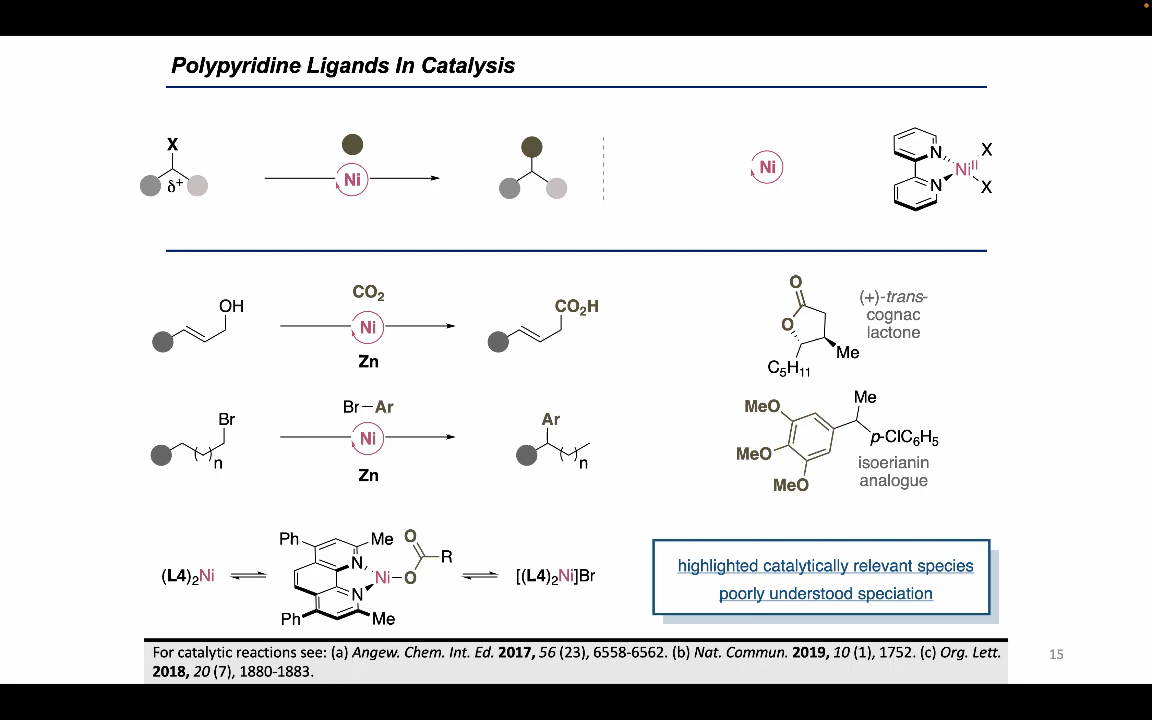 Polypyridine Ligands In Catalysis
X
δ+
Ni
Ni
N
N
NiII
X
X
OH
CO2
Ni
Zn
CO2H
O
O
Me
C5H11
(+)-trans-
cognac
lactone
Br
n
Br–Ar
Ni
Zn
Ar
n
MeO
MeO
MeO
Me
p-ClC6H5
isoerianin
analogue
(L4)2Ni
Ph
Me
N
N
Ni
O
O
R
Ph
Me
[(L4)2Ni]Br
highlighted catalytically relevant species
poorly understood speciation
For catalytic reactions see: (a) Angew. Chem. Int. Ed. 2017, 56 (23), 6558-6562. (b) Nat. Commun. 2019, 10 (1), 1752. (c) Org. Lett.
2018, 20 (7), 1880-1883.
15